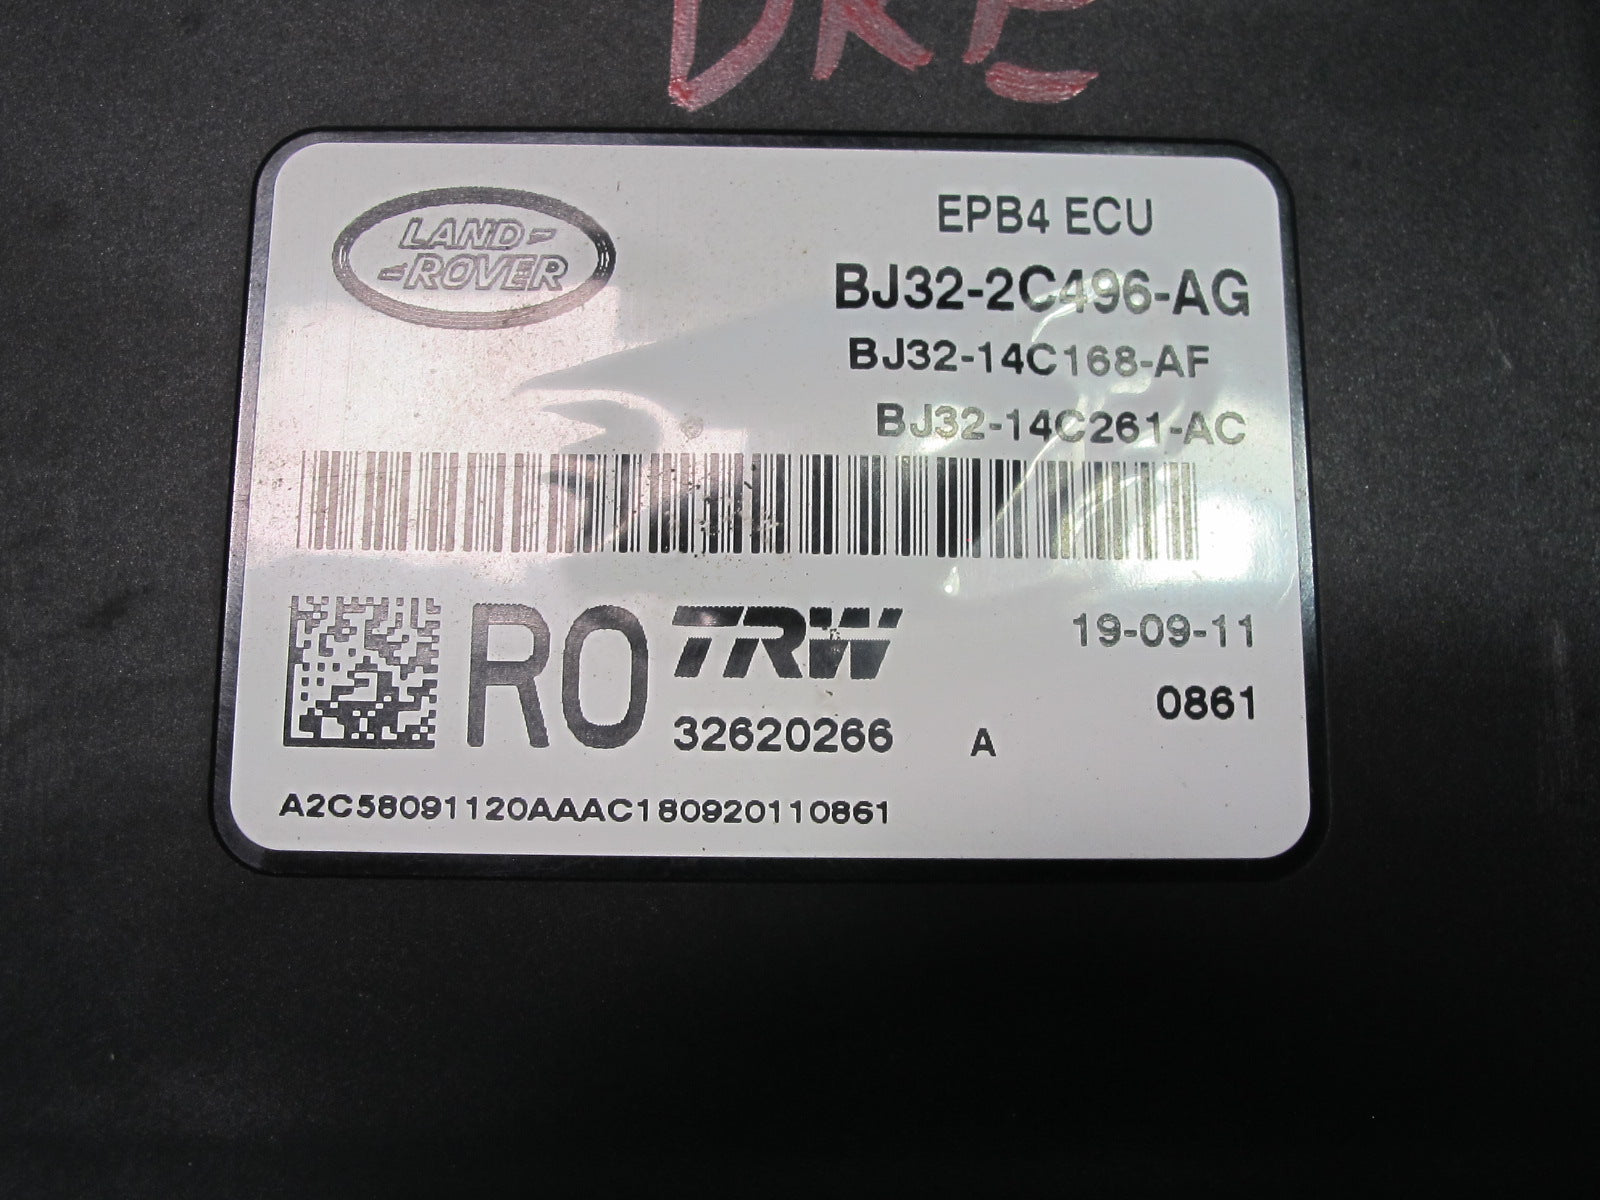 DRE
LAND-
-ROVER
EPB4 ECU
BJ32-2C496-AG
BJ32-14C168-AF
BJ32-14C261-AC
RO
TRW
19-09-11
0861
32620266 A
A2C58091120AAAC180920110861